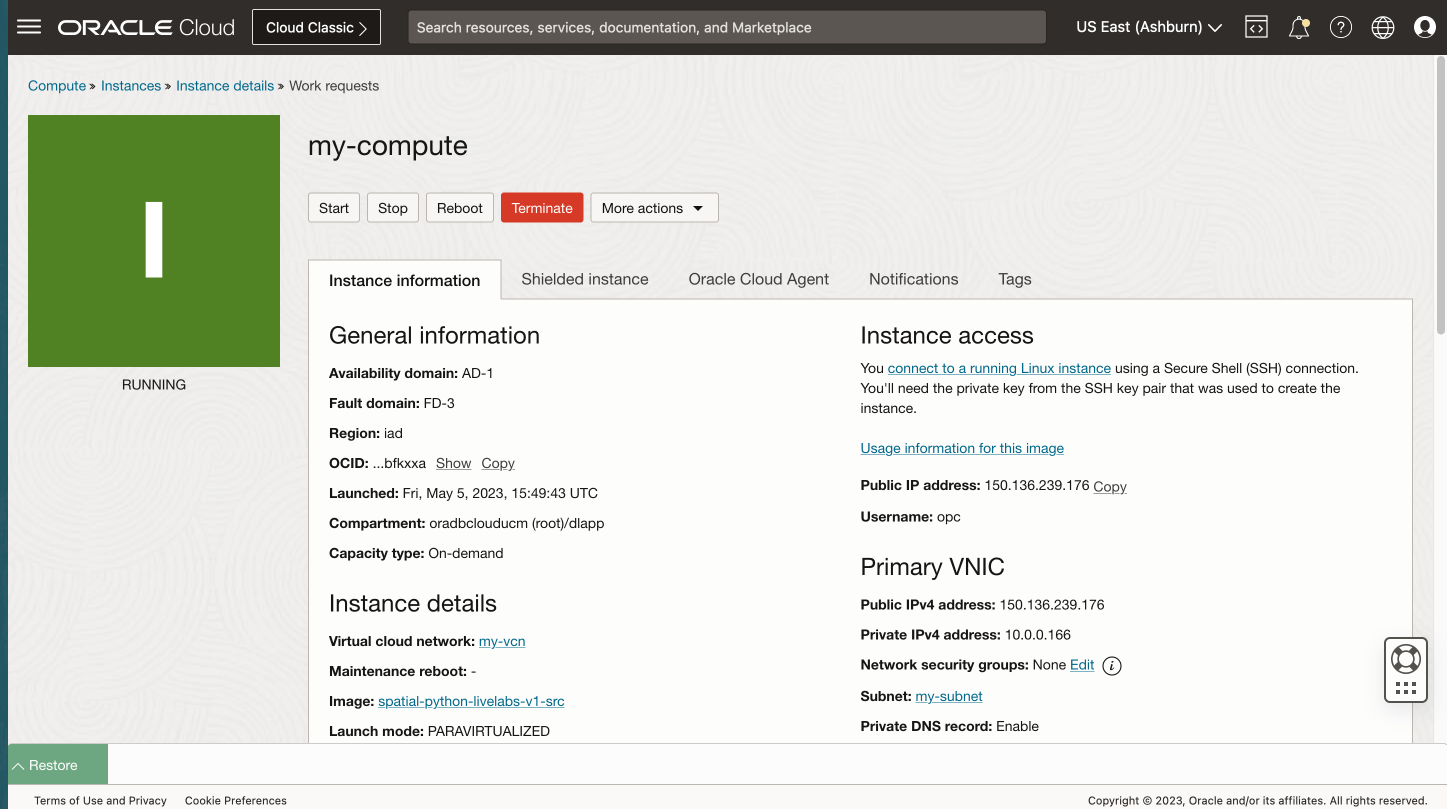 ORACLE Cloud
Cloud Classic
Search resources, services, documentation, and Marketplace
US East (Ashburn)
Compute » Instances » Instance details » Work requests
I
RUNNING
my-compute
Start Stop Reboot Terminate More actions
Instance information Shielded instance Oracle Cloud Agent Notifications Tags
General information
Availability domain: AD-1
Fault domain: FD-3
Region: iad
OCID: ...bfkxxa Show Copy
Launched: Fri, May 5, 2023, 15:49:43 UTC
Compartment: oradbclouducm (root)/dlapp
Capacity type: On-demand
Instance details
Virtual cloud network: my-vcn
Maintenance reboot: -
Image: spatial-python-livelabs-v1-src
Launch mode: PARAVIRTUALIZED
Instance access
You connect to a running Linux instance using a Secure Shell (SSH) connection.
You'll need the private key from the SSH key pair that was used to create the
instance.
Usage information for this image
Public IP address: 150.136.239.176 Copy
Username: opc
Primary VNIC
Public IPv4 address: 150.136.239.176
Private IPv4 address: 10.0.0.166
Network security groups: None Edit i
Subnet: my-subnet
Private DNS record: Enable
Restore
Terms of Use and Privacy Cookie Preferences
Copyright © 2023, Oracle and/or its affiliates. All rights reserved.